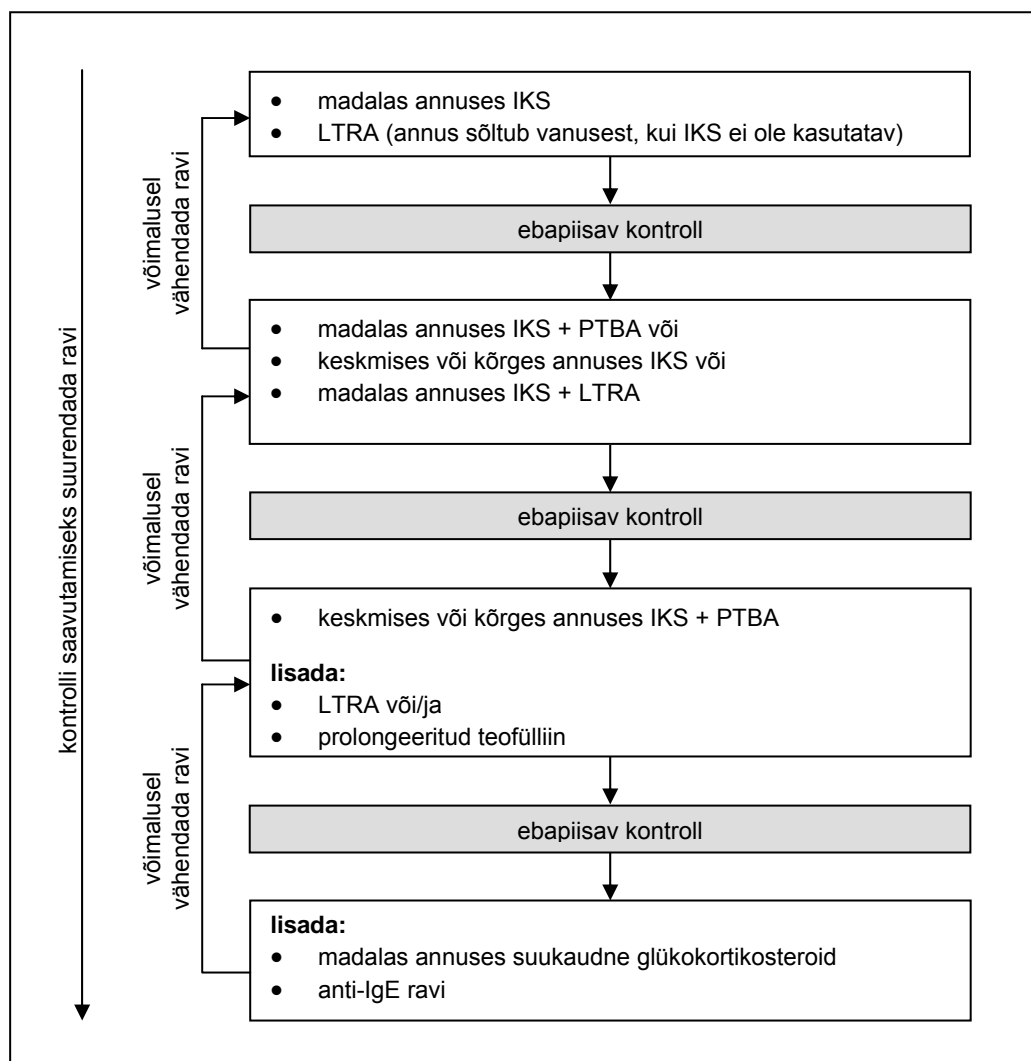 kontrolli saavutamiseks suurendada ravi
võimalusel
vähendada ravi
• madalas annuses IKS
• LTRA (annus sõltub vanusest, kui IKS ei ole kasutatav)
ebapiisav kontroll
• madalas annuses IKS + PTBA või
• keskmises või kõrges annuses IKS või
• madalas annuses IKS + LTRA
võimalusel
vähendada ravi
ebapiisav kontroll
• keskmises või kõrges annuses IKS + PTBA
lisada:
• LTRA või/ja
• prolongeeritud teofülliin
võimalusel
vähendada ravi
ebapiisav kontroll
lisada:
• madalas annuses suukaudne glükokortikosteroid
• anti-IgE ravi